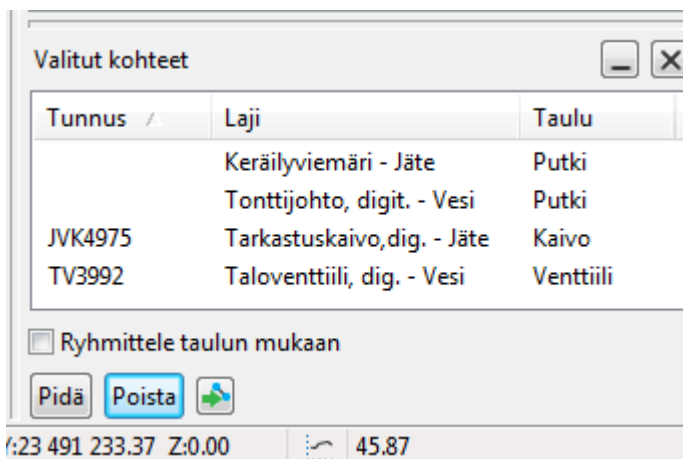 Valitut kohteet
Tunnus Laji Taulu
Keräilyviemäri - Jäte Putki
Tonttijohto, digit. - Vesi Putki
JVK4975 Tarkastuskaivo,dig. - Jäte Kaivo
TV3992 Taloventtiili, dig. - Vesi Venttiili
Ryhmittele taulun mukaan
Pidä Poista
:23 491 233.37 Z:0.00 45.87